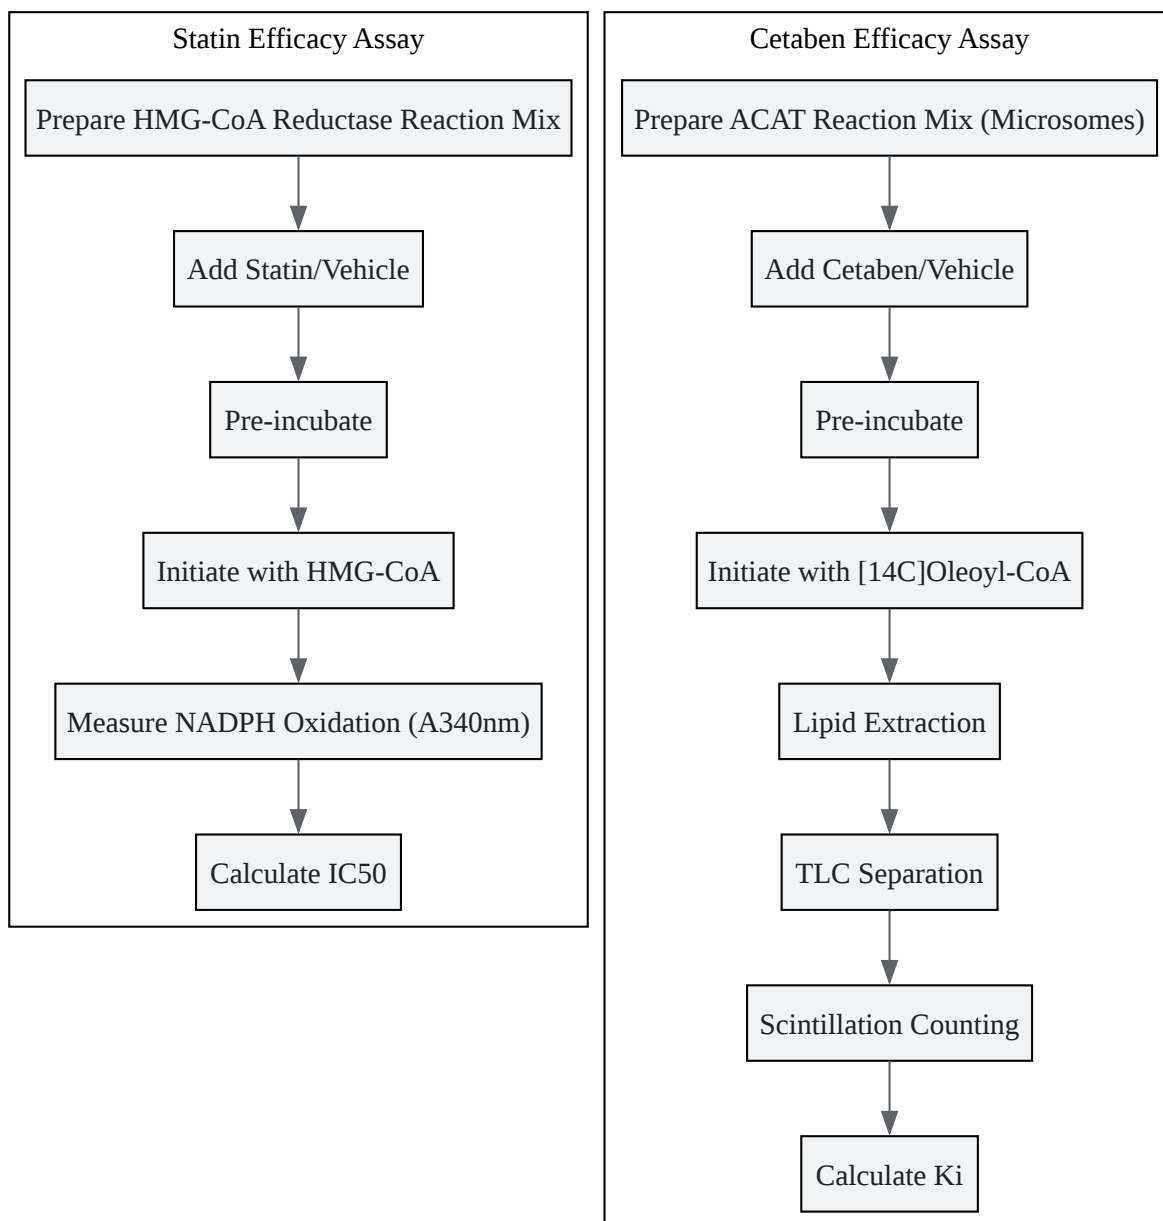 Statin Efficacy Assay
Prepare HMG-CoA Reductase Reaction Mix
Add Statin/Vehicle
Pre-incubate
Initiate with HMG-CoA
Measure NADPH Oxidation (A340nm)
Calculate IC50
Cetaben Efficacy Assay
Prepare ACAT Reaction Mix (Microsomes)
Add Cetaben/Vehicle
Pre-incubate
Initiate with [14C]Oleoyl-CoA
Lipid Extraction
TLC Separation
Scintillation Counting
Calculate Ki